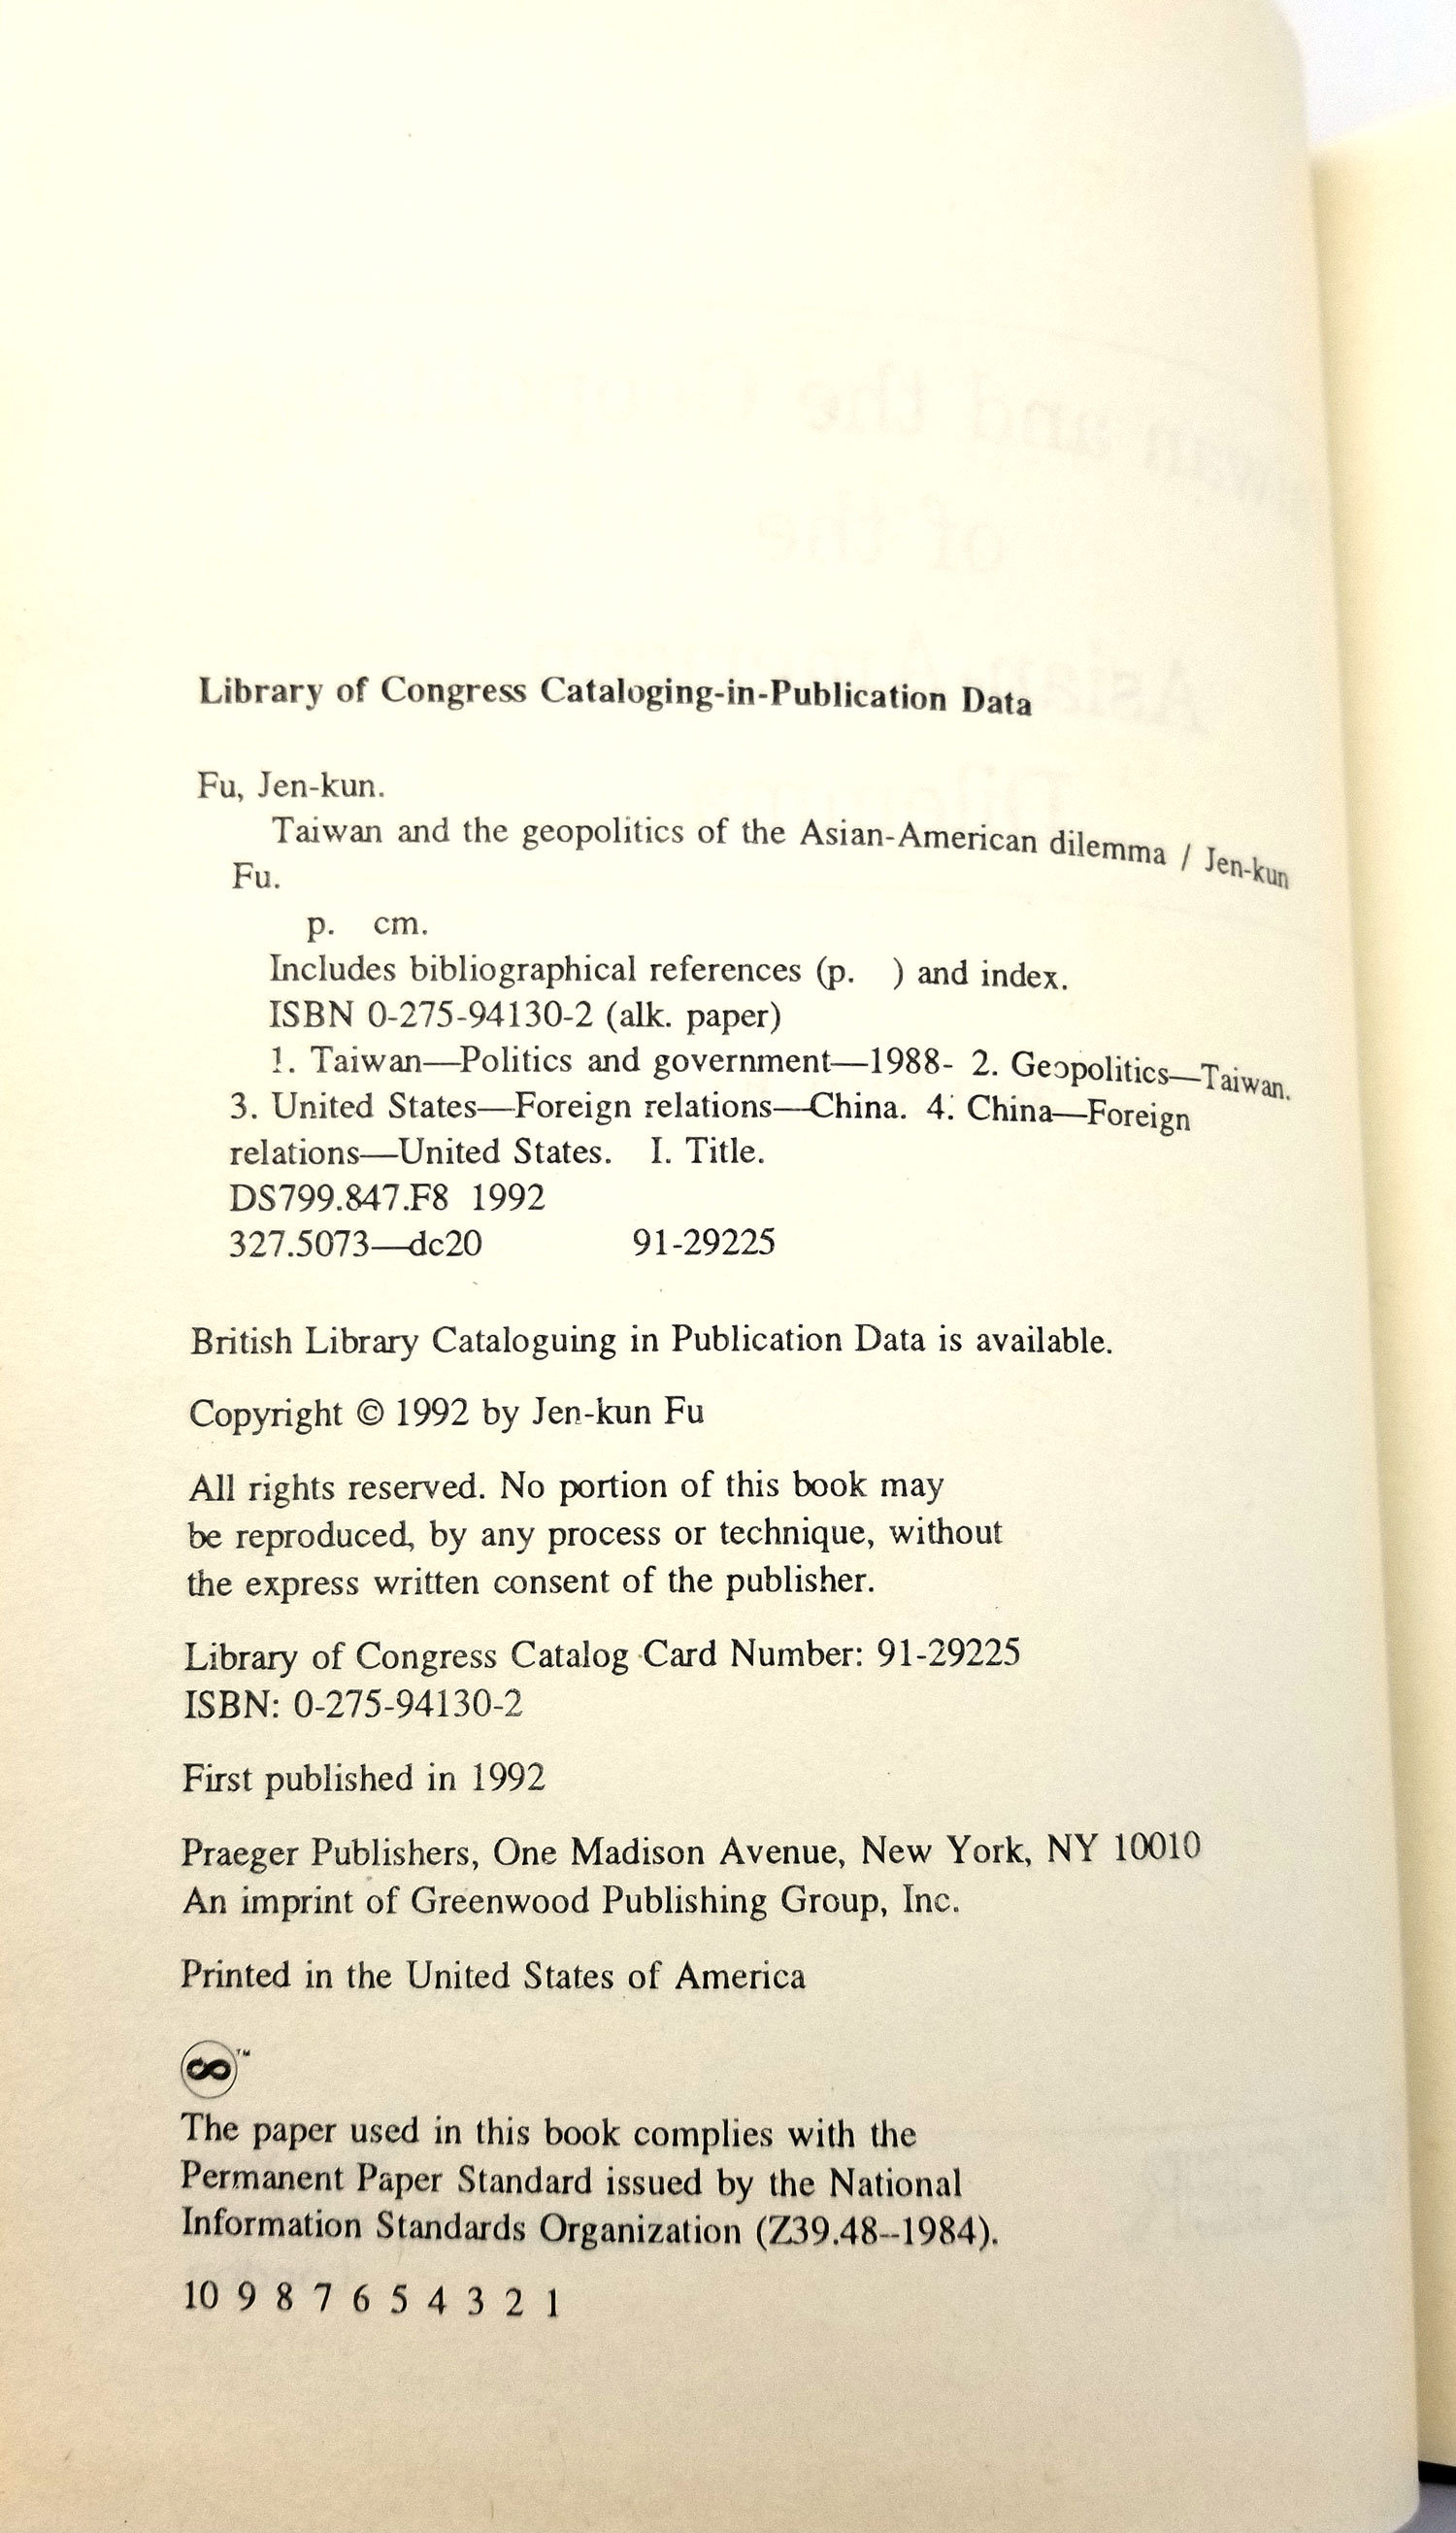 Library of Congress Cataloging-in-Publication Data
Fu, Jen-kun.
Taiwan and the geopolitics of the Asian-American dilemma / Jen-kun
Fu.
p. cm.
Includes bibliographical references (p. ) and index.
ISBN 0-275-94130-2 (alk. paper)
1. Taiwan—Politics and government—1988- 2. Geopolitics—Taiwan.
3. United States—Foreign relations—China. 4. China—Foreign
relations—United States. I. Title.
DS799.847.F8 1992
327.5073—dc20 91-29225
British Library Cataloguing in Publication Data is available.
Copyright © 1992 by Jen-kun Fu
All rights reserved. No portion of this book may
be reproduced, by any process or technique, without
the express written consent of the publisher.
Library of Congress Catalog Card Number: 91-29225
ISBN: 0-275-94130-2
First published in 1992
Praeger Publishers, One Madison Avenue, New York, NY 10010
An imprint of Greenwood Publishing Group, Inc.
Printed in the United States of America
∞™
The paper used in this book complies with the
Permanent Paper Standard issued by the National
Information Standards Organization (Z39.48--1984).
10 9 8 7 6 5 4 3 2 1